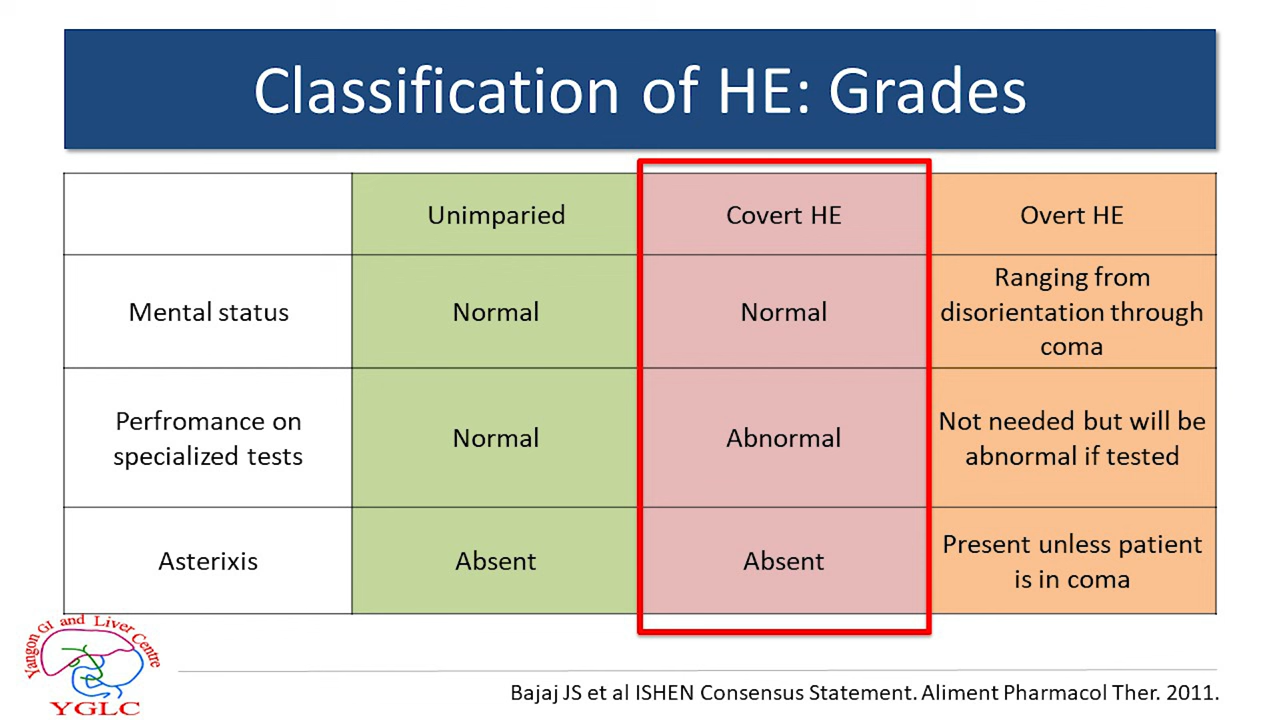 Classification of HE: Grades
Unimparied
Covert HE
Overt HE
Mental status
Normal
Normal
Ranging from
disorientation through
coma
Perfromance on
specialized tests
Normal
Abnormal
Not needed but will be
abnormal if tested
Asterixis
Absent
Absent
Present unless patient
is in coma
Yangon GI and Liver Centre
YGLC
Bajaj JS et al ISHEN Consensus Statement. Aliment Pharmacol Ther. 2011.